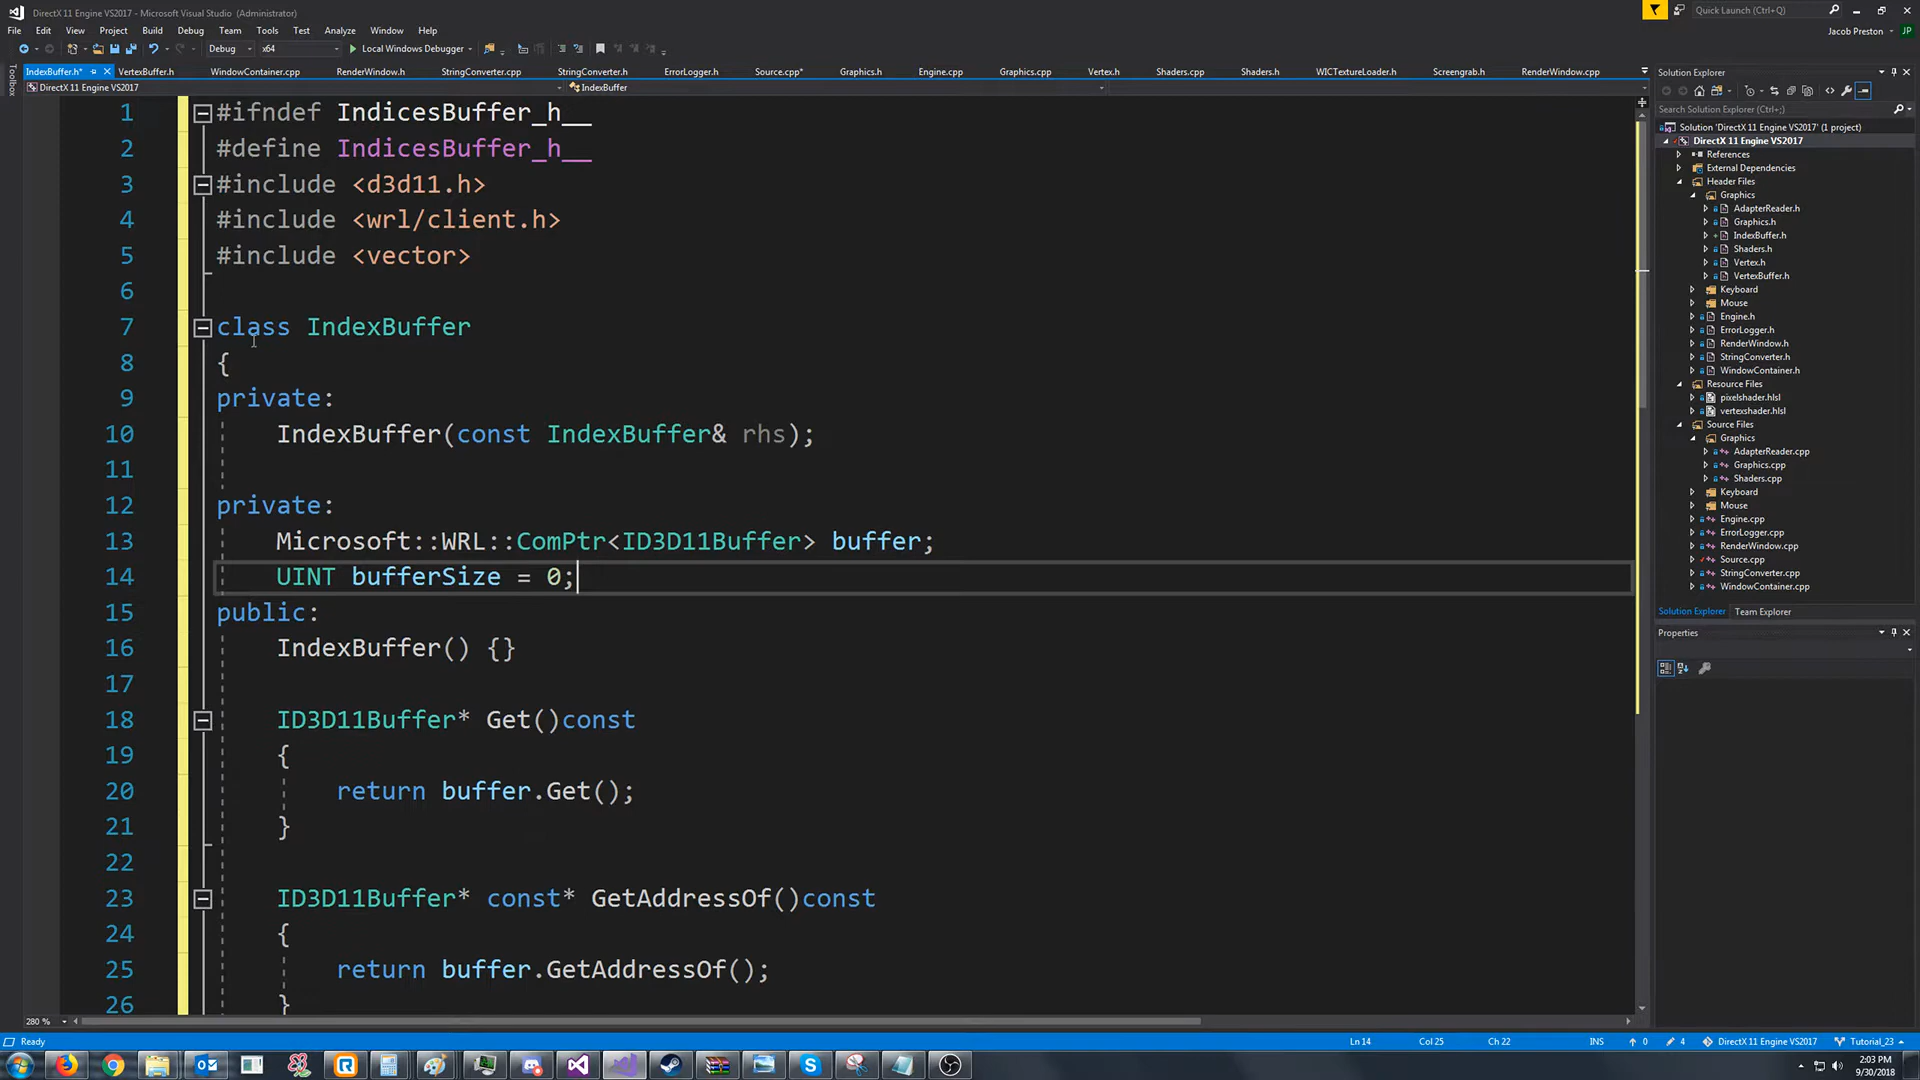 DirectX 11 Engine VS2017 - Microsoft Visual Studio (Administrator)
Quick Launch (Ctrl+Q)
File Edit View Project Build Debug Team Tools Test Analyze Window Help
Jacob Preston JP
Debug x64 Local Windows Debugger
Toolbox
IndexBuffer.h* VertexBuffer.h WindowContainer.cpp RenderWindow.h StringConverter.cpp StringConverter.h ErrorLogger.h Source.cpp* Graphics.h Engine.cpp Graphics.cpp Vertex.h Shaders.cpp Shaders.h WICTextureLoader.h Screengrab.h RenderWindow.cpp
DirectX 11 Engine VS2017 IndexBuffer
1 #ifndef IndicesBuffer_h__
2 #define IndicesBuffer_h__
3 #include <d3d11.h>
4 #include <wrl/client.h>
5 #include <vector>
6
7 class IndexBuffer
8 {
9 private:
10 IndexBuffer(const IndexBuffer& rhs);
11
12 private:
13 Microsoft::WRL::ComPtr<ID3D11Buffer> buffer;
14 UINT bufferSize = 0;
15 public:
16 IndexBuffer() {}
17
18 ID3D11Buffer* Get()const
19 {
20 return buffer.Get();
21 }
22
23 ID3D11Buffer* const* GetAddressOf()const
24 {
25 return buffer.GetAddressOf();
26 }
280 %
Solution Explorer
Search Solution Explorer (Ctrl+;)
Solution 'DirectX 11 Engine VS2017' (1 project)
DirectX 11 Engine VS2017
References
External Dependencies
Header Files
Graphics
AdapterReader.h
Graphics.h
IndexBuffer.h
Shaders.h
Vertex.h
VertexBuffer.h
Keyboard
Mouse
Engine.h
ErrorLogger.h
RenderWindow.h
StringConverter.h
WindowContainer.h
Resource Files
pixelshader.hlsl
vertexshader.hlsl
Source Files
Graphics
AdapterReader.cpp
Graphics.cpp
Shaders.cpp
Keyboard
Mouse
Engine.cpp
ErrorLogger.cpp
RenderWindow.cpp
Source.cpp
StringConverter.cpp
WindowContainer.cpp
Solution Explorer Team Explorer
Properties
Ready Ln 14 Col 25 Ch 22 INS 0 4 DirectX 11 Engine VS2017 Tutorial_23
2:03 PM
9/30/2018